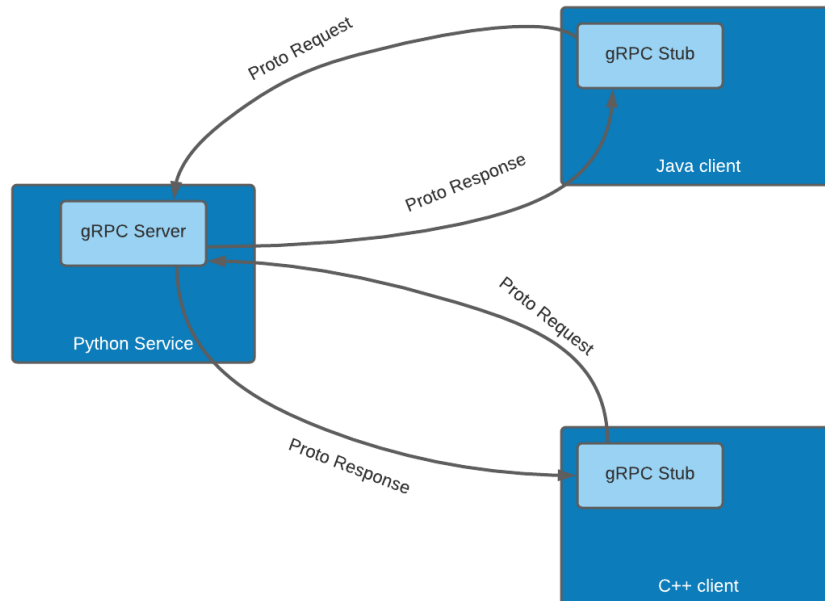 Proto Request
gRPC Stub
Java client
Proto Response
gRPC Server
Python Service
Proto Request
Proto Response
gRPC Stub
C++ client